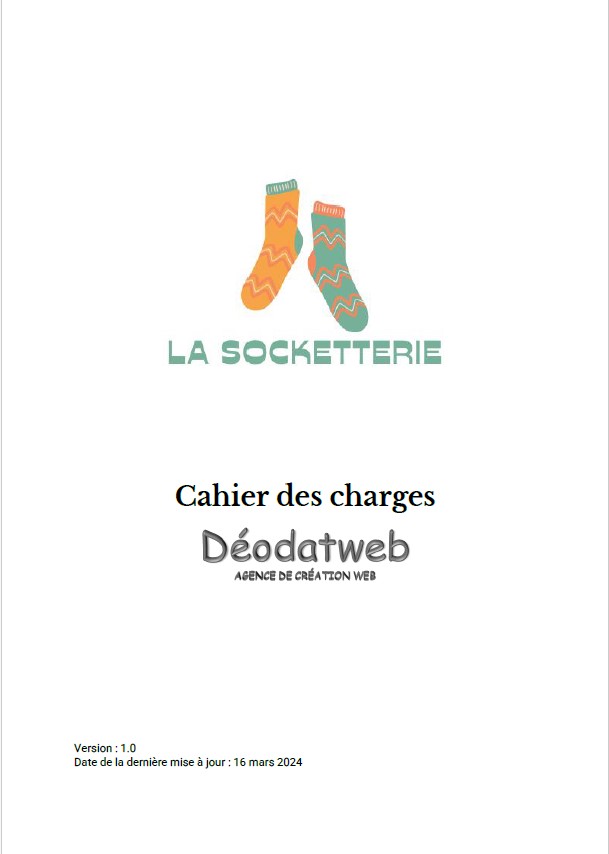 LA SOCKETTERIE
Cahier des charges
Déodatweb
AGENCE DE CRÉATION WEB
Version : 1.0
Date de la dernière mise à jour : 16 mars 2024